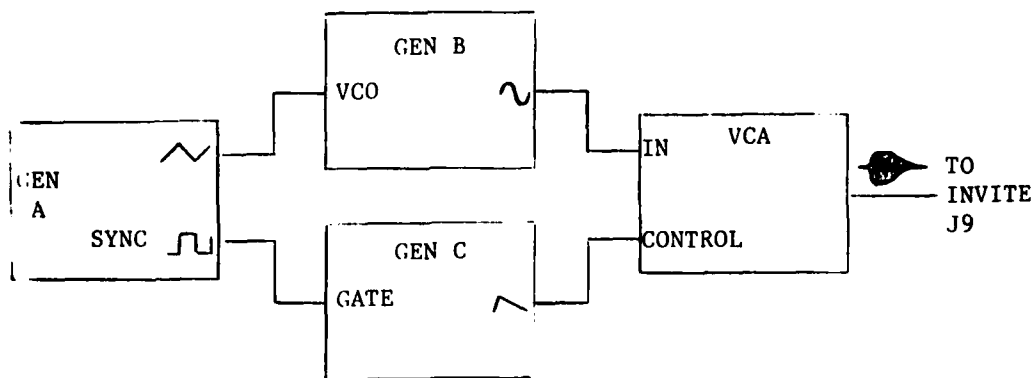 GEN B
VCO
GEN
A
SYNC
GEN C
GATE
VCA
IN
CONTROL
TO
INVITE
J9